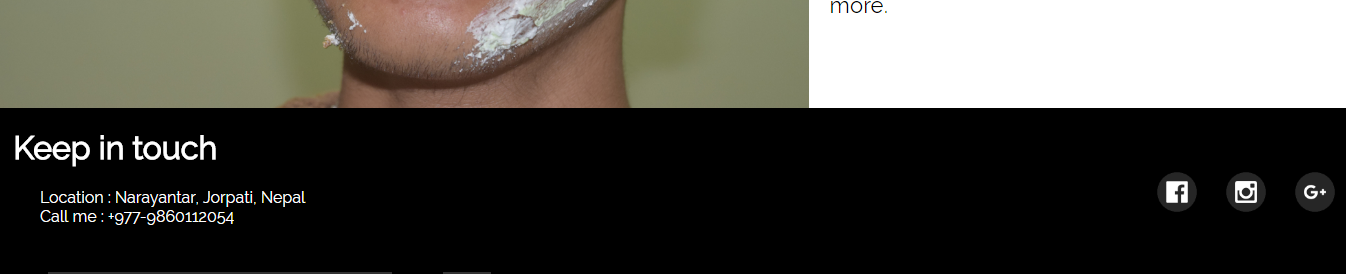 more.
Keep in touch
Location : Narayantar, Jorpati, Nepal
Call me : +977-9860112054
G+